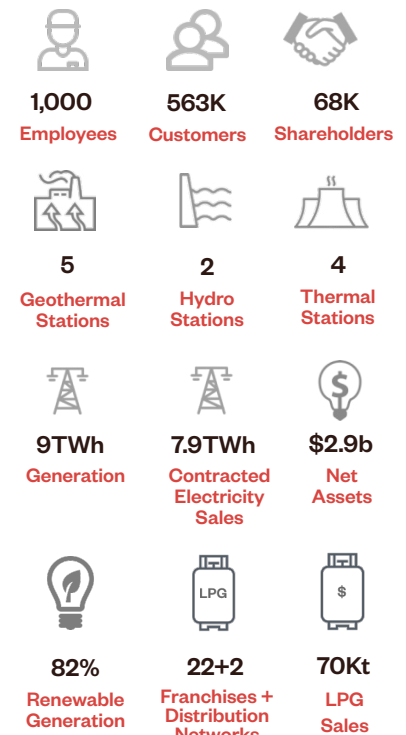 1,000
Employees
563K
Customers
68K
Shareholders
5
Geothermal
Stations
2
Hydro
Stations
4
Thermal
Stations
9TWh
Generation
7.9TWh
Contracted
Electricity
Sales
$
$2.9b
Net
Assets
82%
Renewable
Generation
LPG
22+2
Franchises +
Distribution
Networks
$
70Kt
LPG
Sales